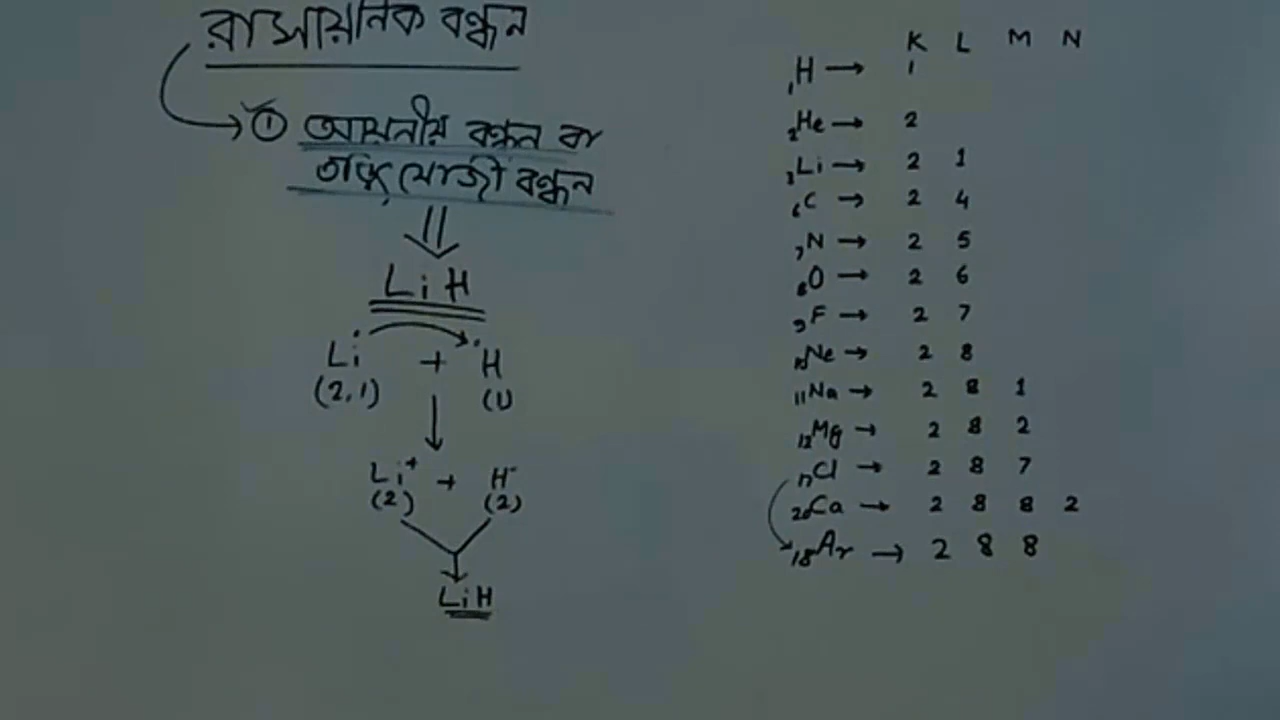 রাসায়নিক বন্ধন
① আয়নীয় বন্ধন বা
তড়িৎযোজী বন্ধন
LiH
Li + H
(2,1) (1)
Li⁺ + H⁻
(2) (2)
LiH
K L M N
₁H → 1
₂He → 2
₃Li → 2 1
₆C → 2 4
₇N → 2 5
₈O → 2 6
₉F → 2 7
₁₀Ne → 2 8
₁₁Na → 2 8 1
₁₂Mg → 2 8 2
₁₇Cl → 2 8 7
₂₀Ca → 2 8 8 2
₁₈Ar → 2 8 8